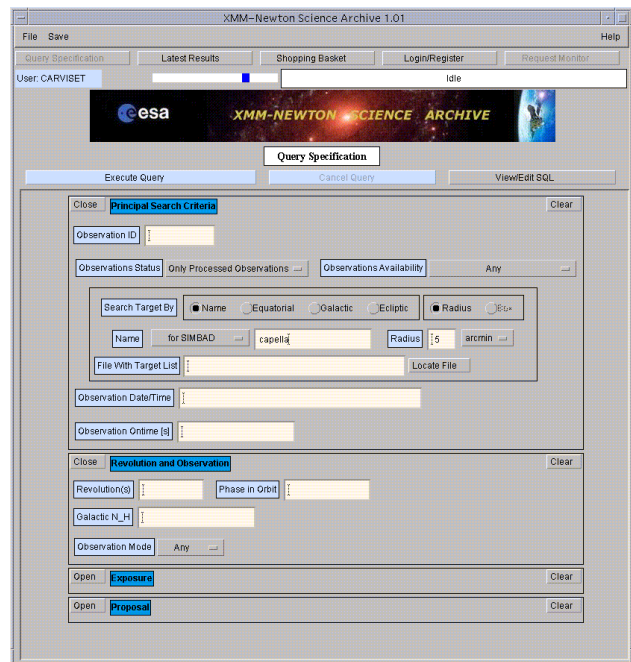 XMM-Newton Science Archive 1.01
File Save Help
Query Specification Latest Results Shopping Basket Login/Register Request Monitor
User: CARVISET Idle
esa XMM-NEWTON SCIENCE ARCHIVE
Query Specification
Execute Query Cancel Query View/Edit SQL
Close Principal Search Criteria Clear
Observation ID
Observations Status Only Processed Observations Observations Availability Any
Search Target By Name Equatorial Galactic Ecliptic Radius Box
Name for SIMBAD capella Radius 5 arcmin
File With Target List Locate File
Observation Date/Time
Observation Ontime [s]
Close Revolution and Observation Clear
Revolution(s) Phase in Orbit
Galactic N_H
Observation Mode Any
Open Exposure Clear
Open Proposal Clear